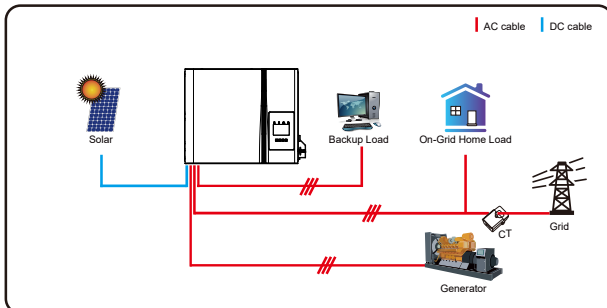 AC cable
DC cable
Solar
Backup Load
On-Grid Home Load
CT
Grid
Generator